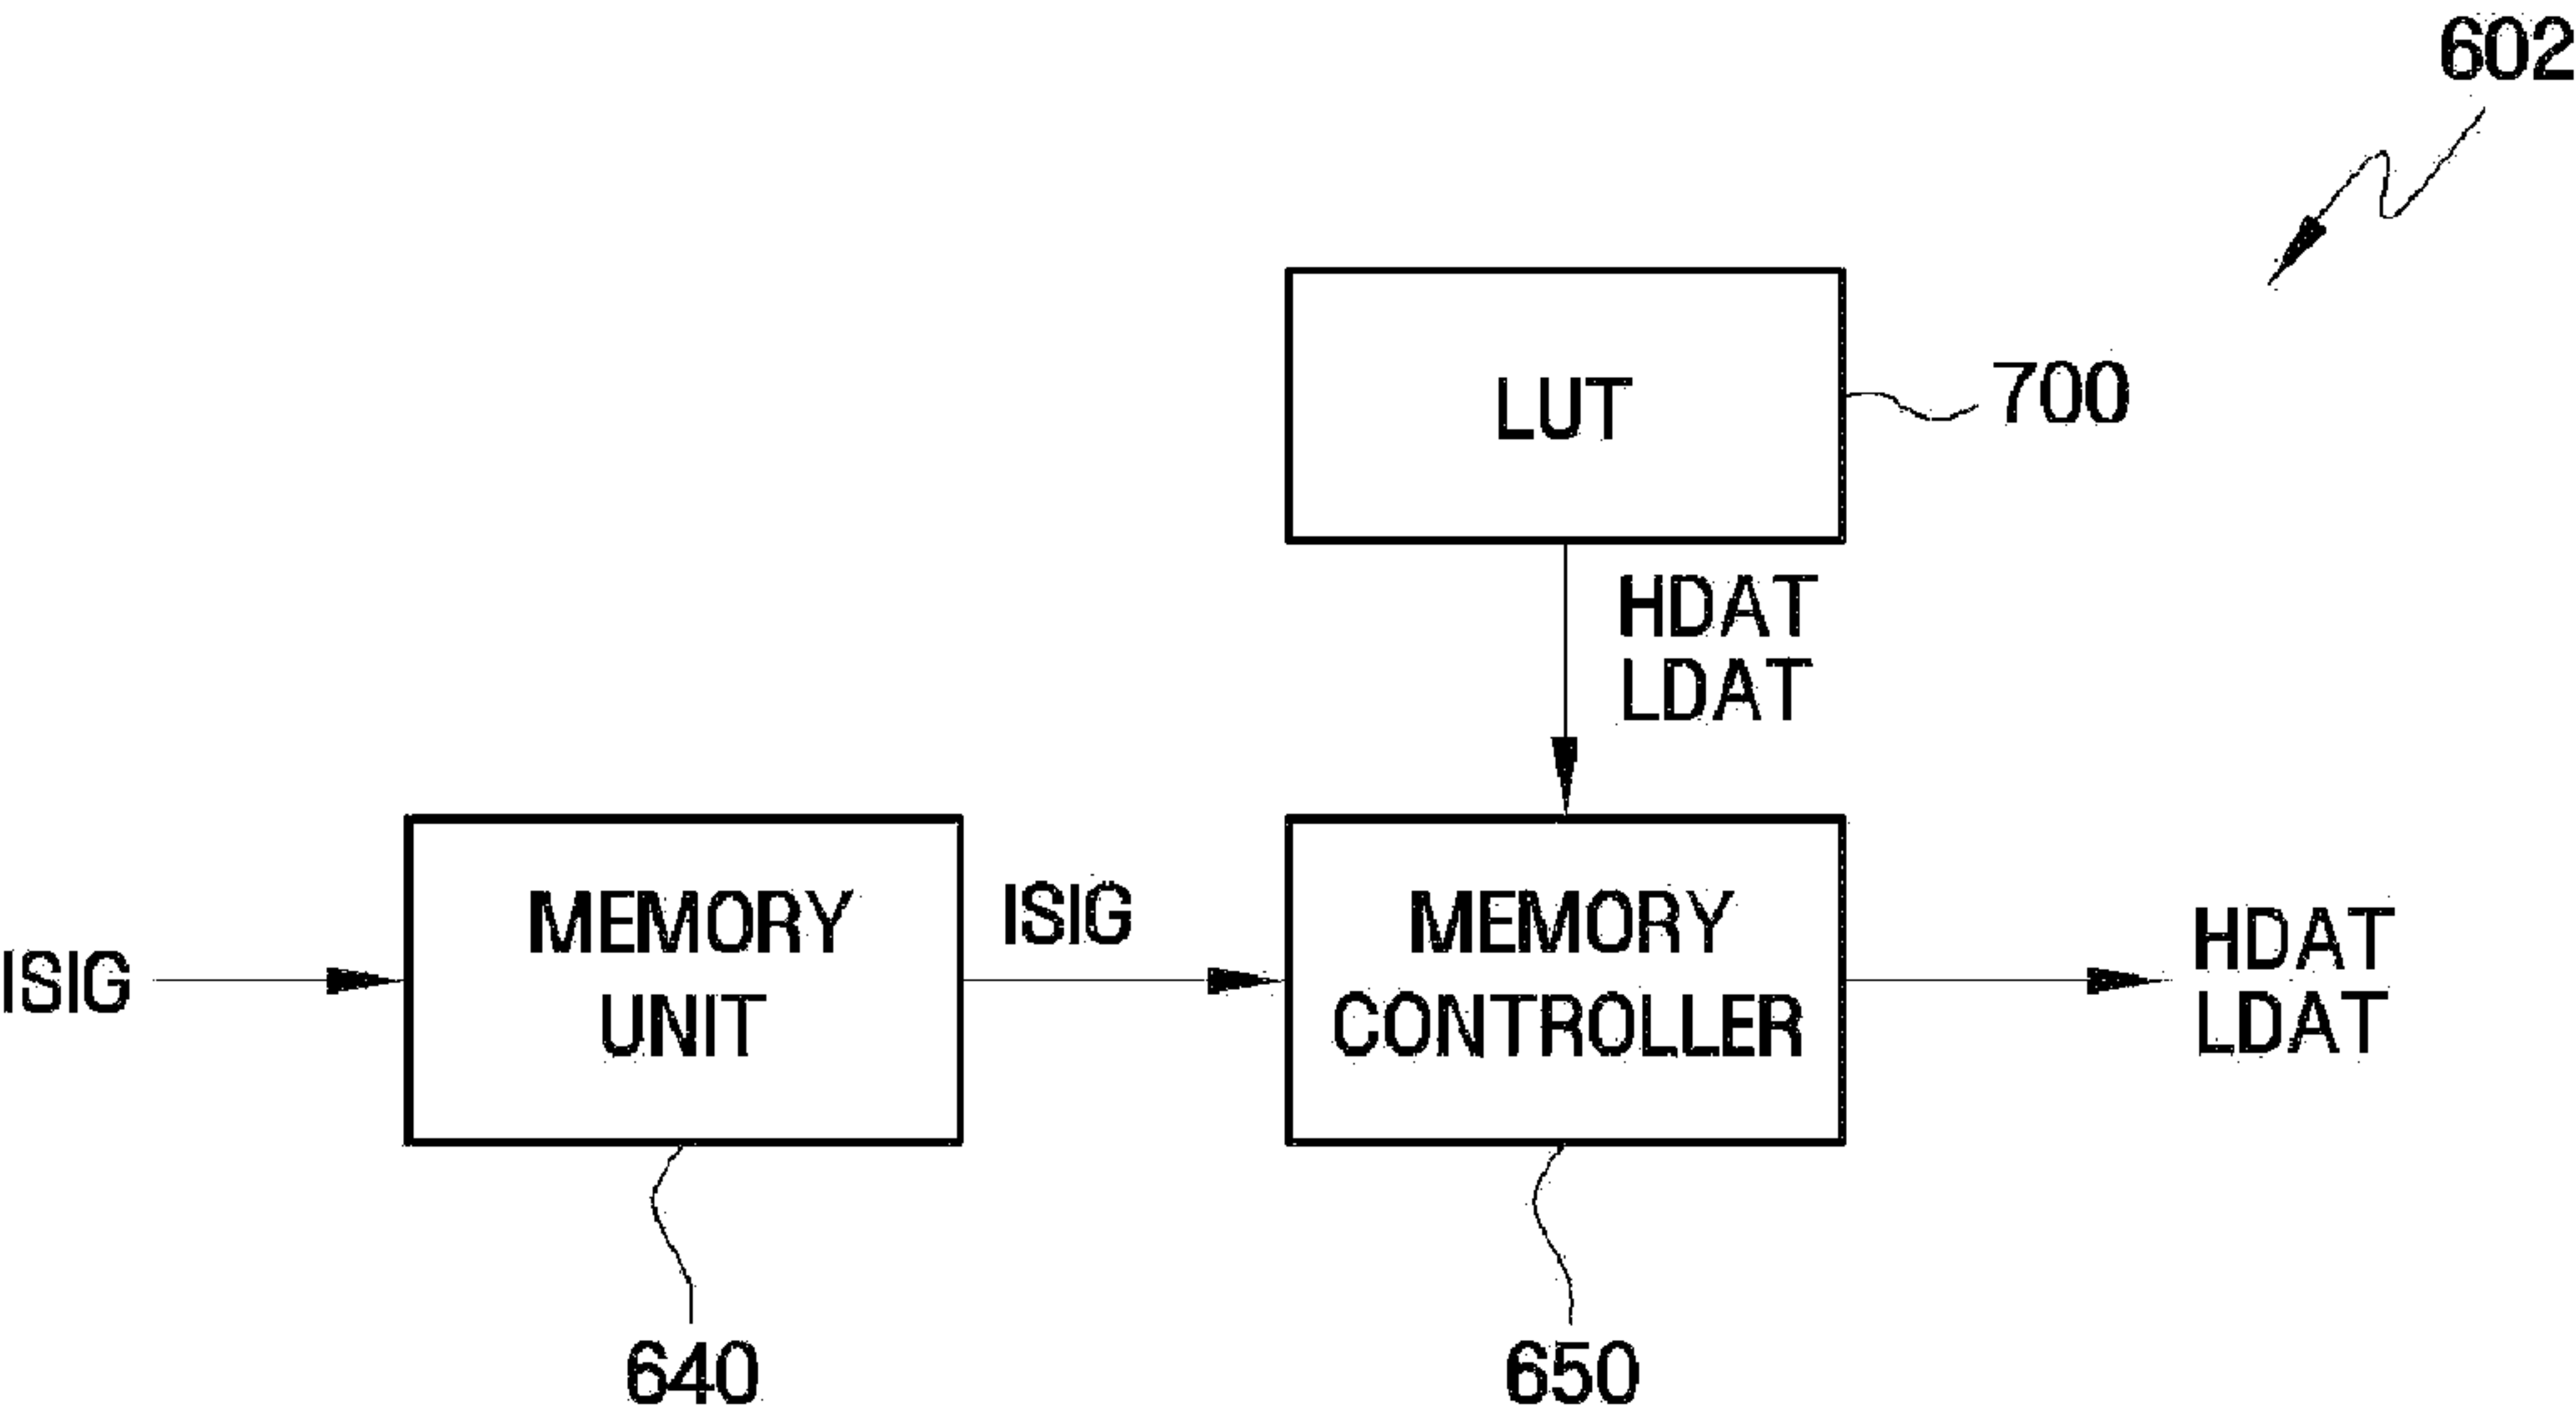 602
LUT
700
HDAT
LDAT
ISIG
MEMORY
UNIT
ISIG
MEMORY
CONTROLLER
HDAT
LDAT
640
650